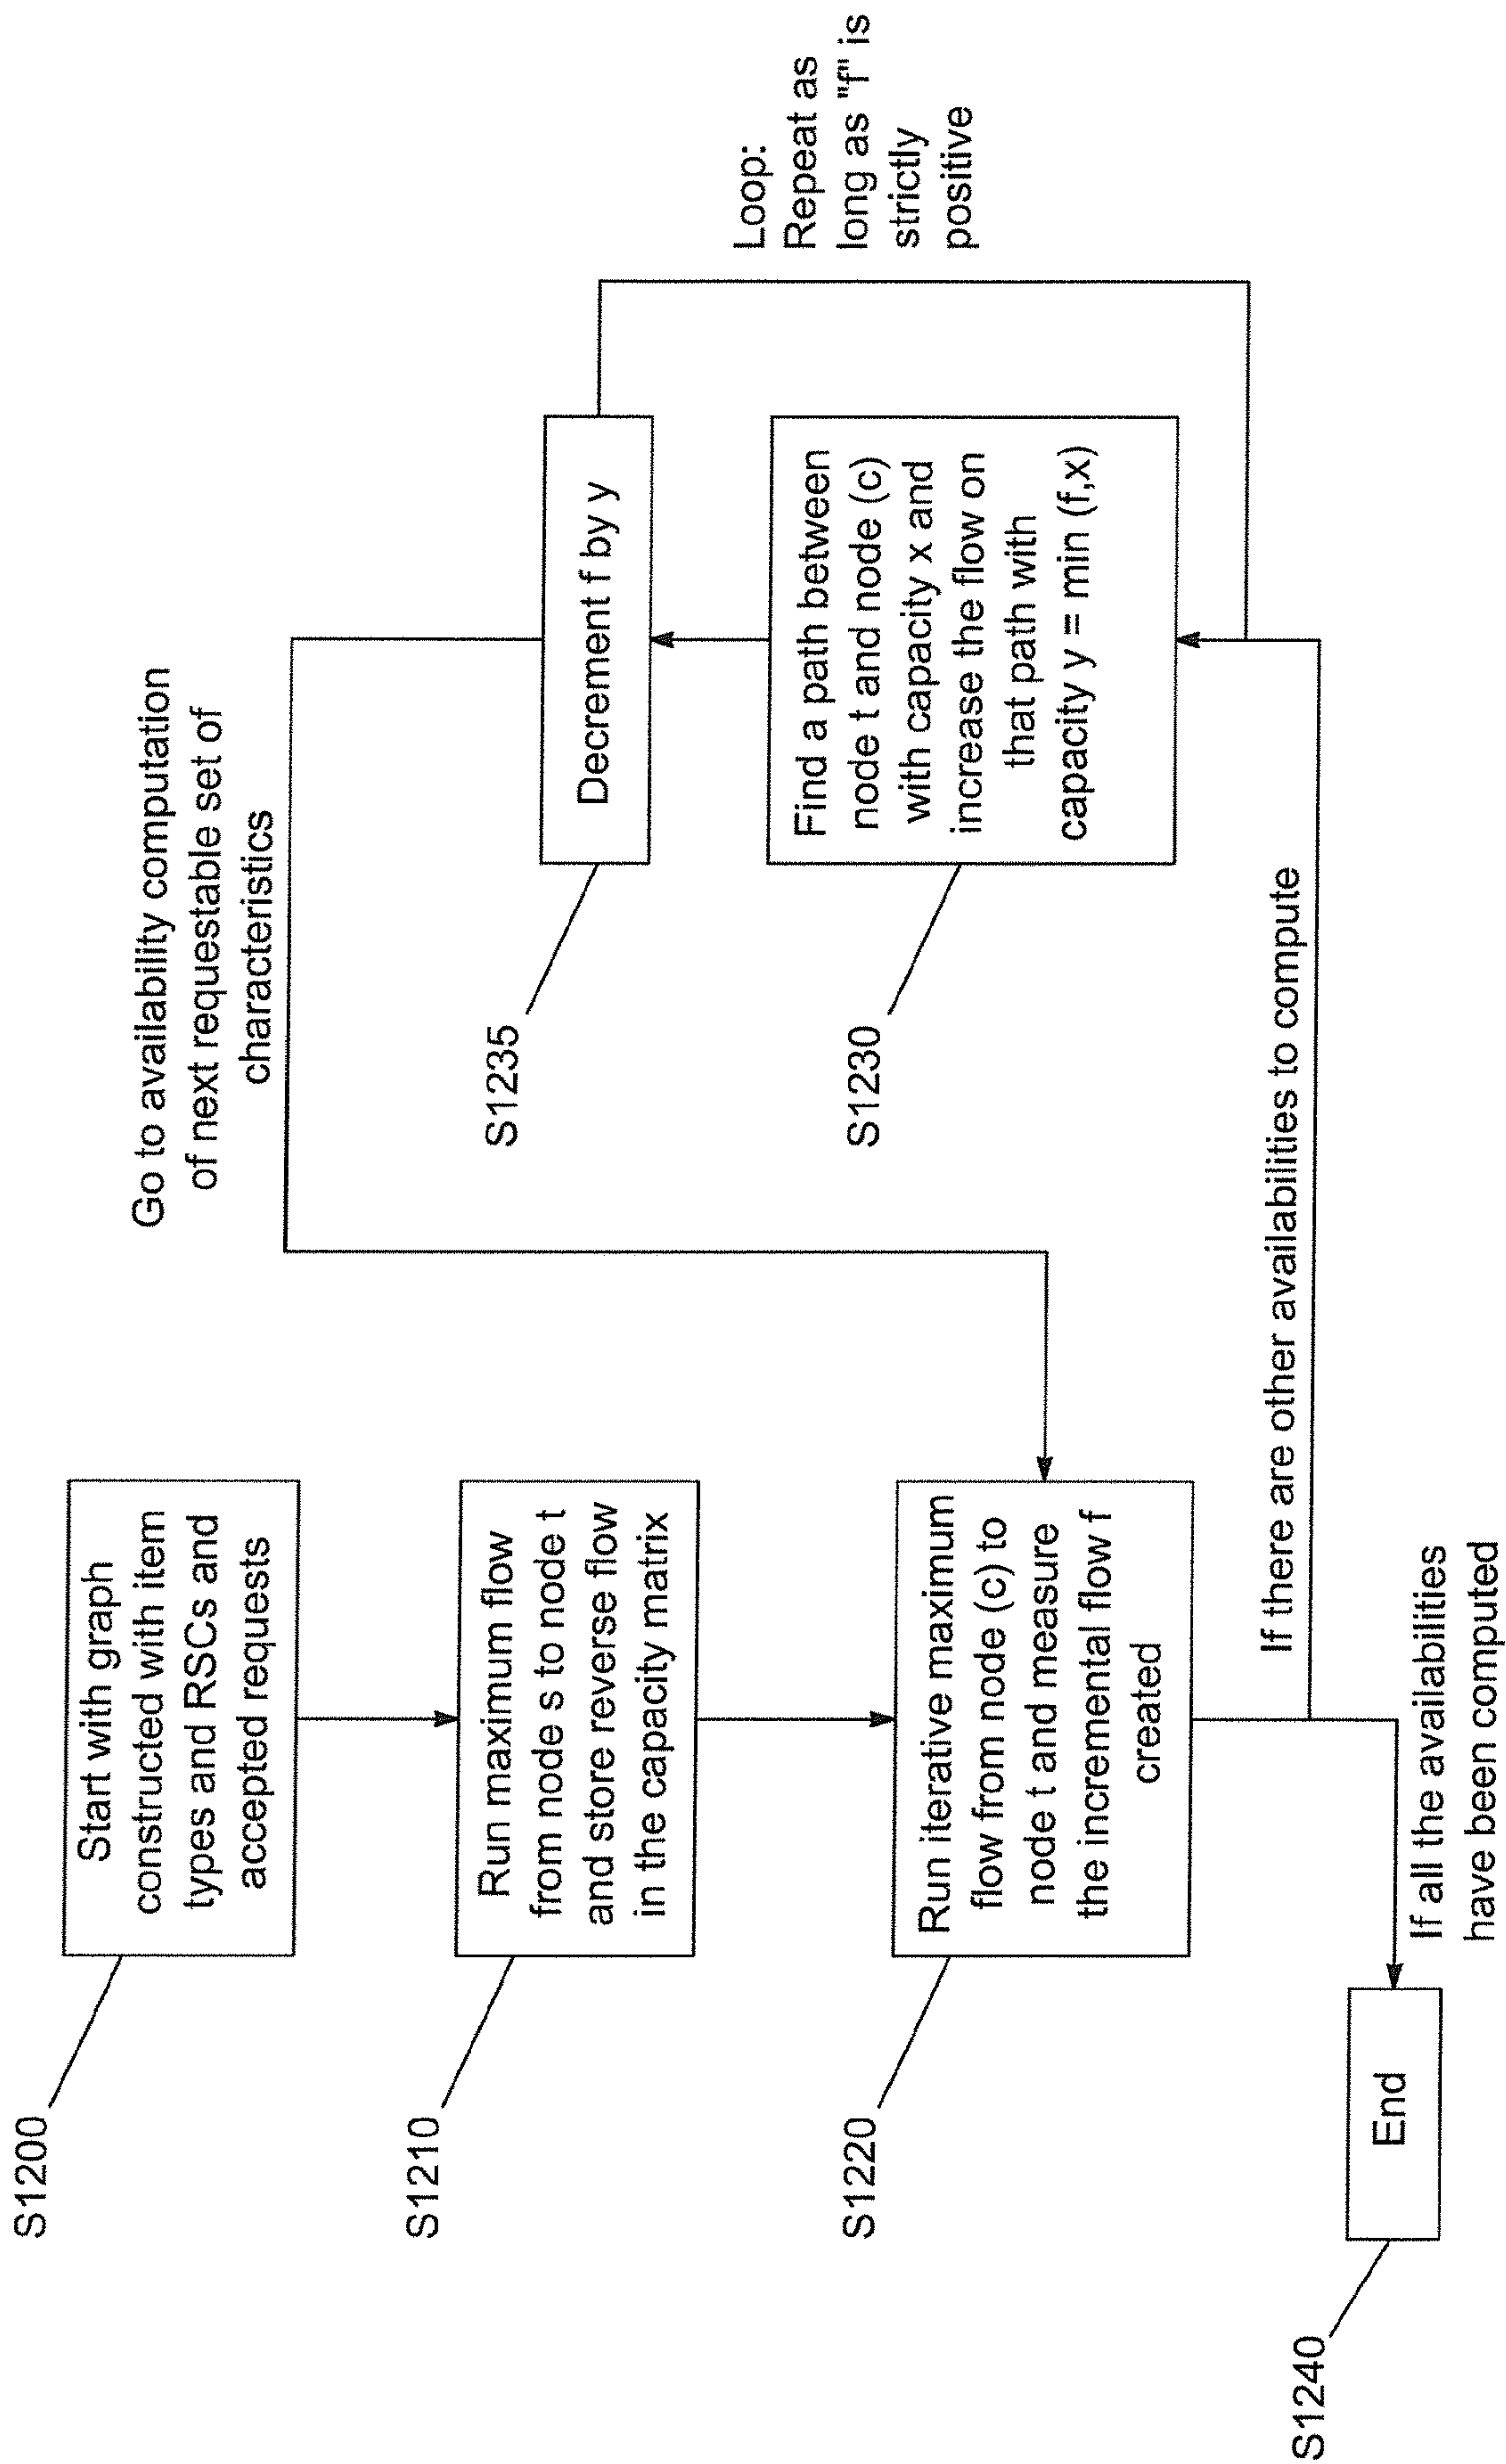 S1200
Start with graph
constructed with item
types and RSCs and
accepted requests
S1210
Run maximum flow
from node s to node t
and store reverse flow
in the capacity matrix
S1220
Run iterative maximum
flow from node (c) to
node t and measure
the incremental flow f
created
S1240
End
If all the availabilities
have been computed
If there are other availabilities to compute
Go to availability computation
of next requestable set of
characteristics
S1235
Decrement f by y
S1230
Find a path between
node t and node (c)
with capacity x and
increase the flow on
that path with
capacity y = min (f,x)
Loop:
Repeat as
long as "f" is
strictly
positive